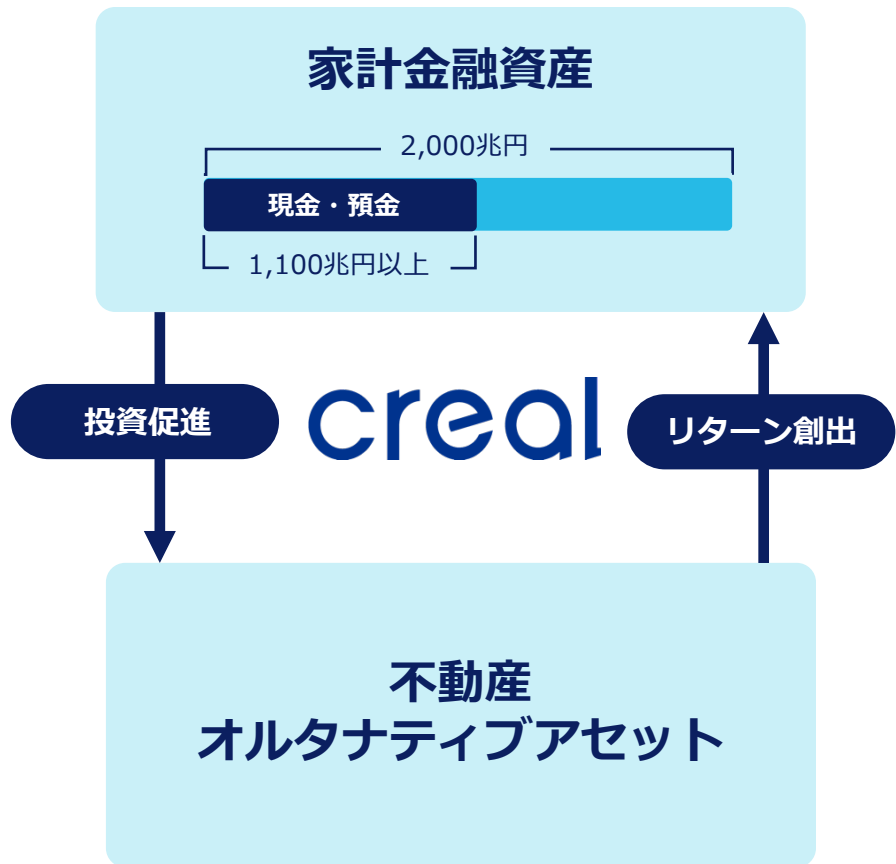 家計金融資産
2,000兆円
現金・預金
1,100兆円以上
投資促進
creal
リターン創出
不動産
オルタナティブアセット